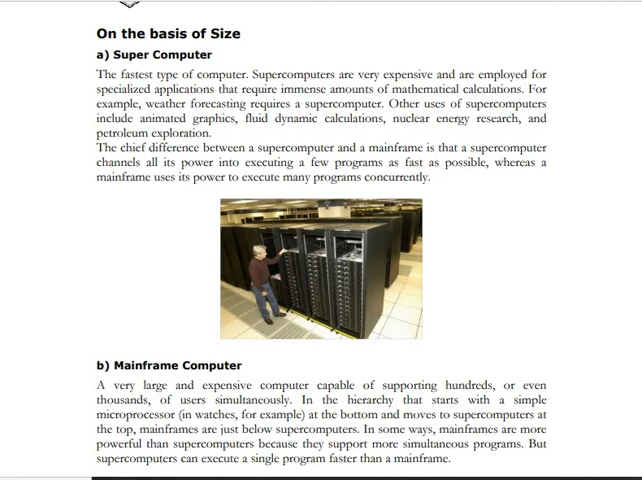 On the basis of Size
a) Super Computer
The fastest type of computer. Supercomputers are very expensive and are employed for
specialized applications that require immense amounts of mathematical calculations. For
example, weather forecasting requires a supercomputer. Other uses of supercomputers
include animated graphics, fluid dynamic calculations, nuclear energy research, and
petroleum exploration.
The chief difference between a supercomputer and a mainframe is that a supercomputer
channels all its power into executing a few programs as fast as possible, whereas a
mainframe uses its power to execute many programs concurrently.
b) Mainframe Computer
A very large and expensive computer capable of supporting hundreds, or even
thousands, of users simultaneously. In the hierarchy that starts with a simple
microprocessor (in watches, for example) at the bottom and moves to supercomputers at
the top, mainframes are just below supercomputers. In some ways, mainframes are more
powerful than supercomputers because they support more simultaneous programs. But
supercomputers can execute a single program faster than a mainframe.